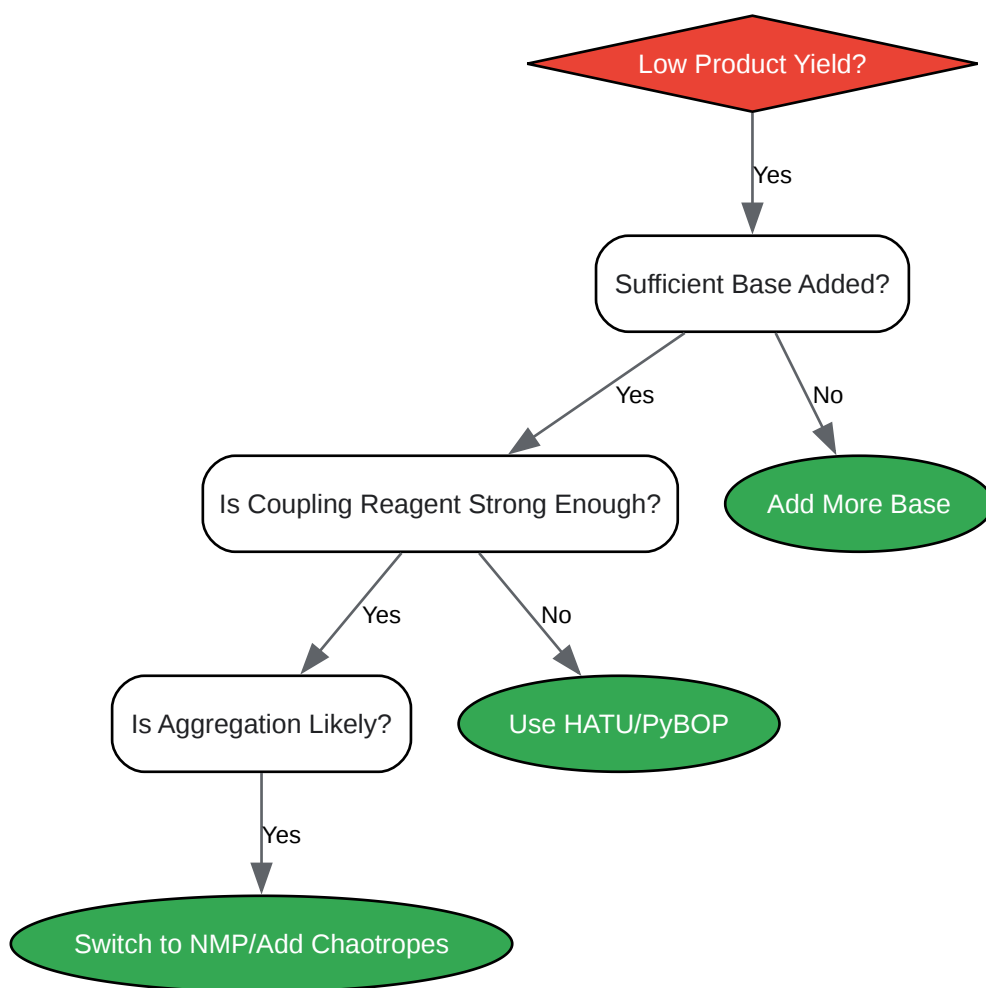 Low Product Yield?
Yes
Sufficient Base Added?
Yes
No
Is Coupling Reagent Strong Enough?
Add More Base
Yes
No
Is Aggregation Likely?
Use HATU/PyBOP
Yes
Switch to NMP/Add Chaotropes